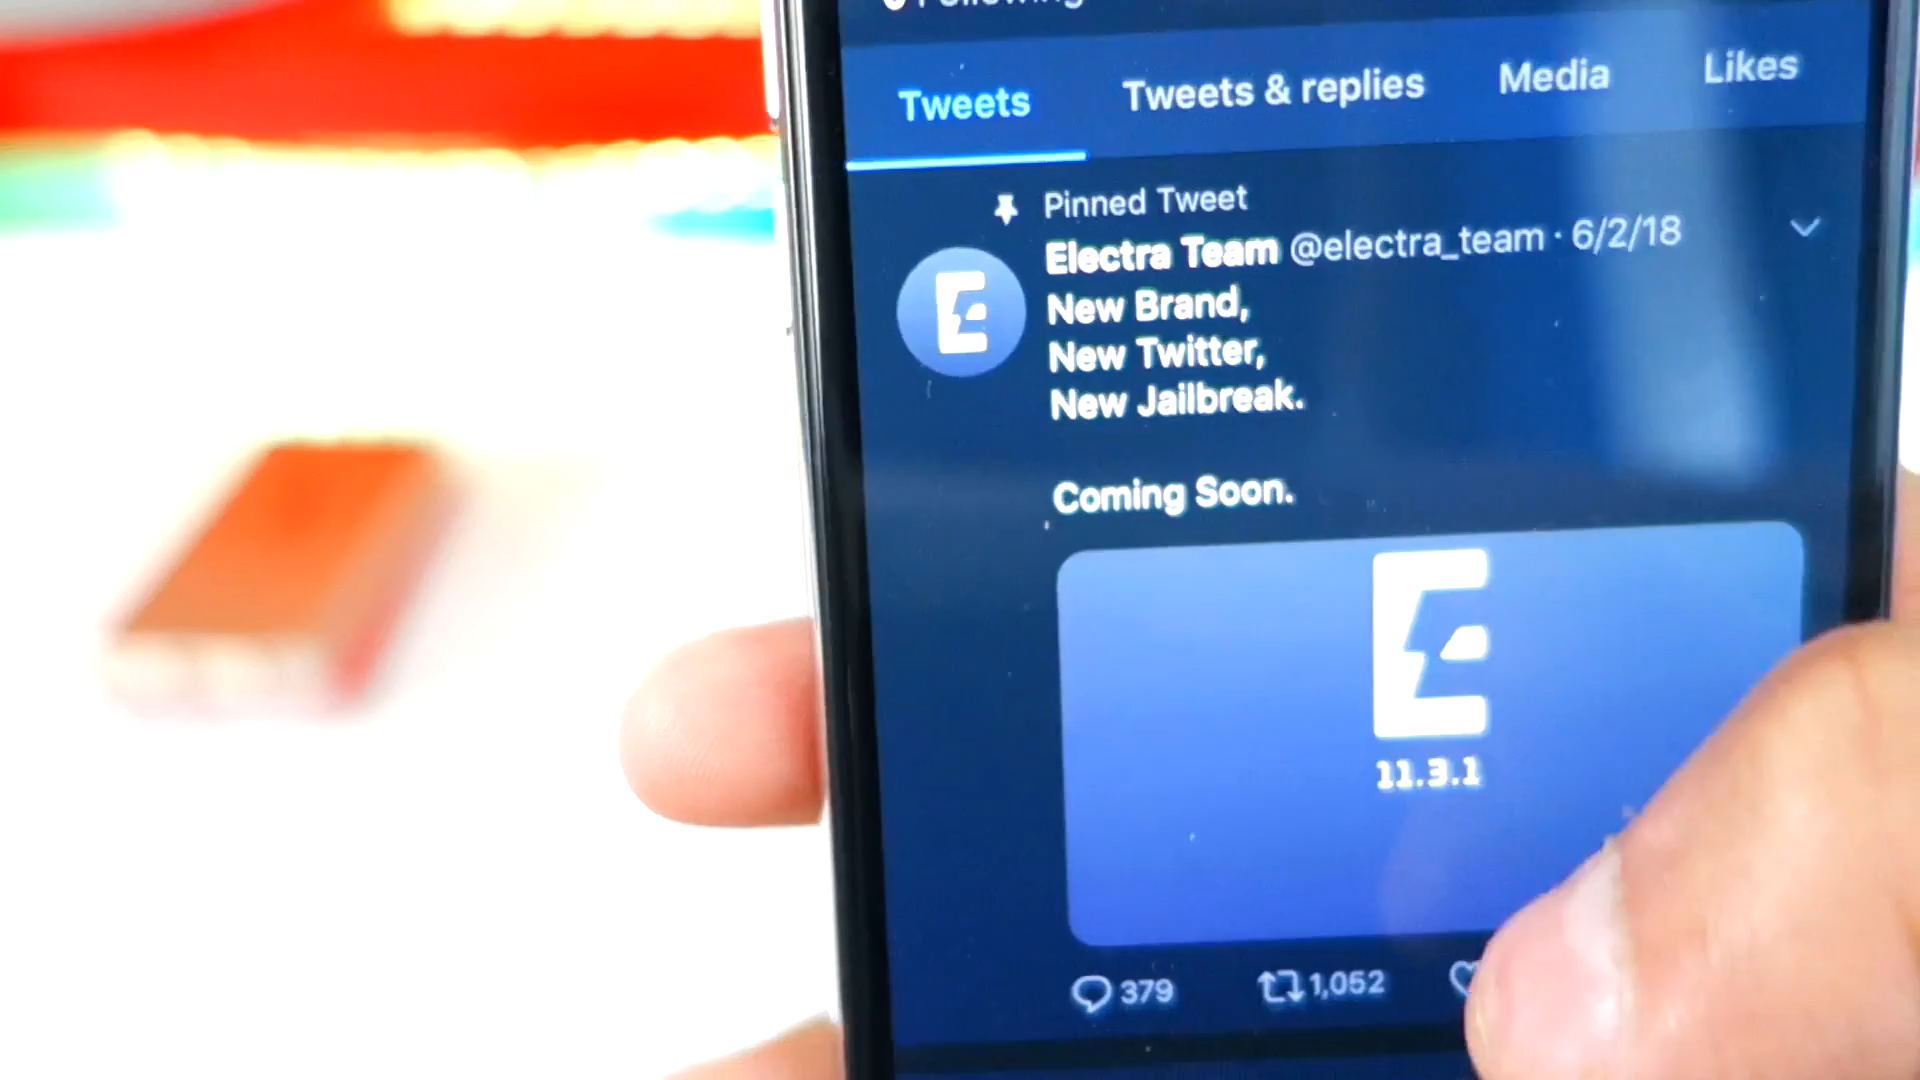 Following
Tweets
Tweets & replies
Media
Likes
Pinned Tweet
Electra Team @electra_team · 6/2/18
New Brand,
New Twitter,
New Jailbreak.
Coming Soon.
11.3.1
379
1,052